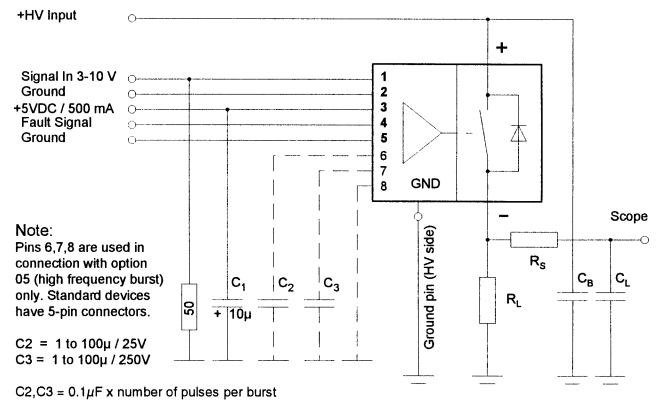 +HV Input
+
Signal In 3-10 V
Ground
+5VDC / 500 mA
Fault Signal
Ground
1
2
3
4
5
6
7
8
GND
−
Scope
Ground pin (HV side)
RS
RL
CB
CL
Note:
Pins 6,7,8 are used in
connection with option
05 (high frequency burst)
only. Standard devices
have 5-pin connectors.
50
C1
+ 10µ
C2
C3
C2 = 1 to 100µ / 25V
C3 = 1 to 100µ / 250V
C2,C3 = 0.1µF x number of pulses per burst